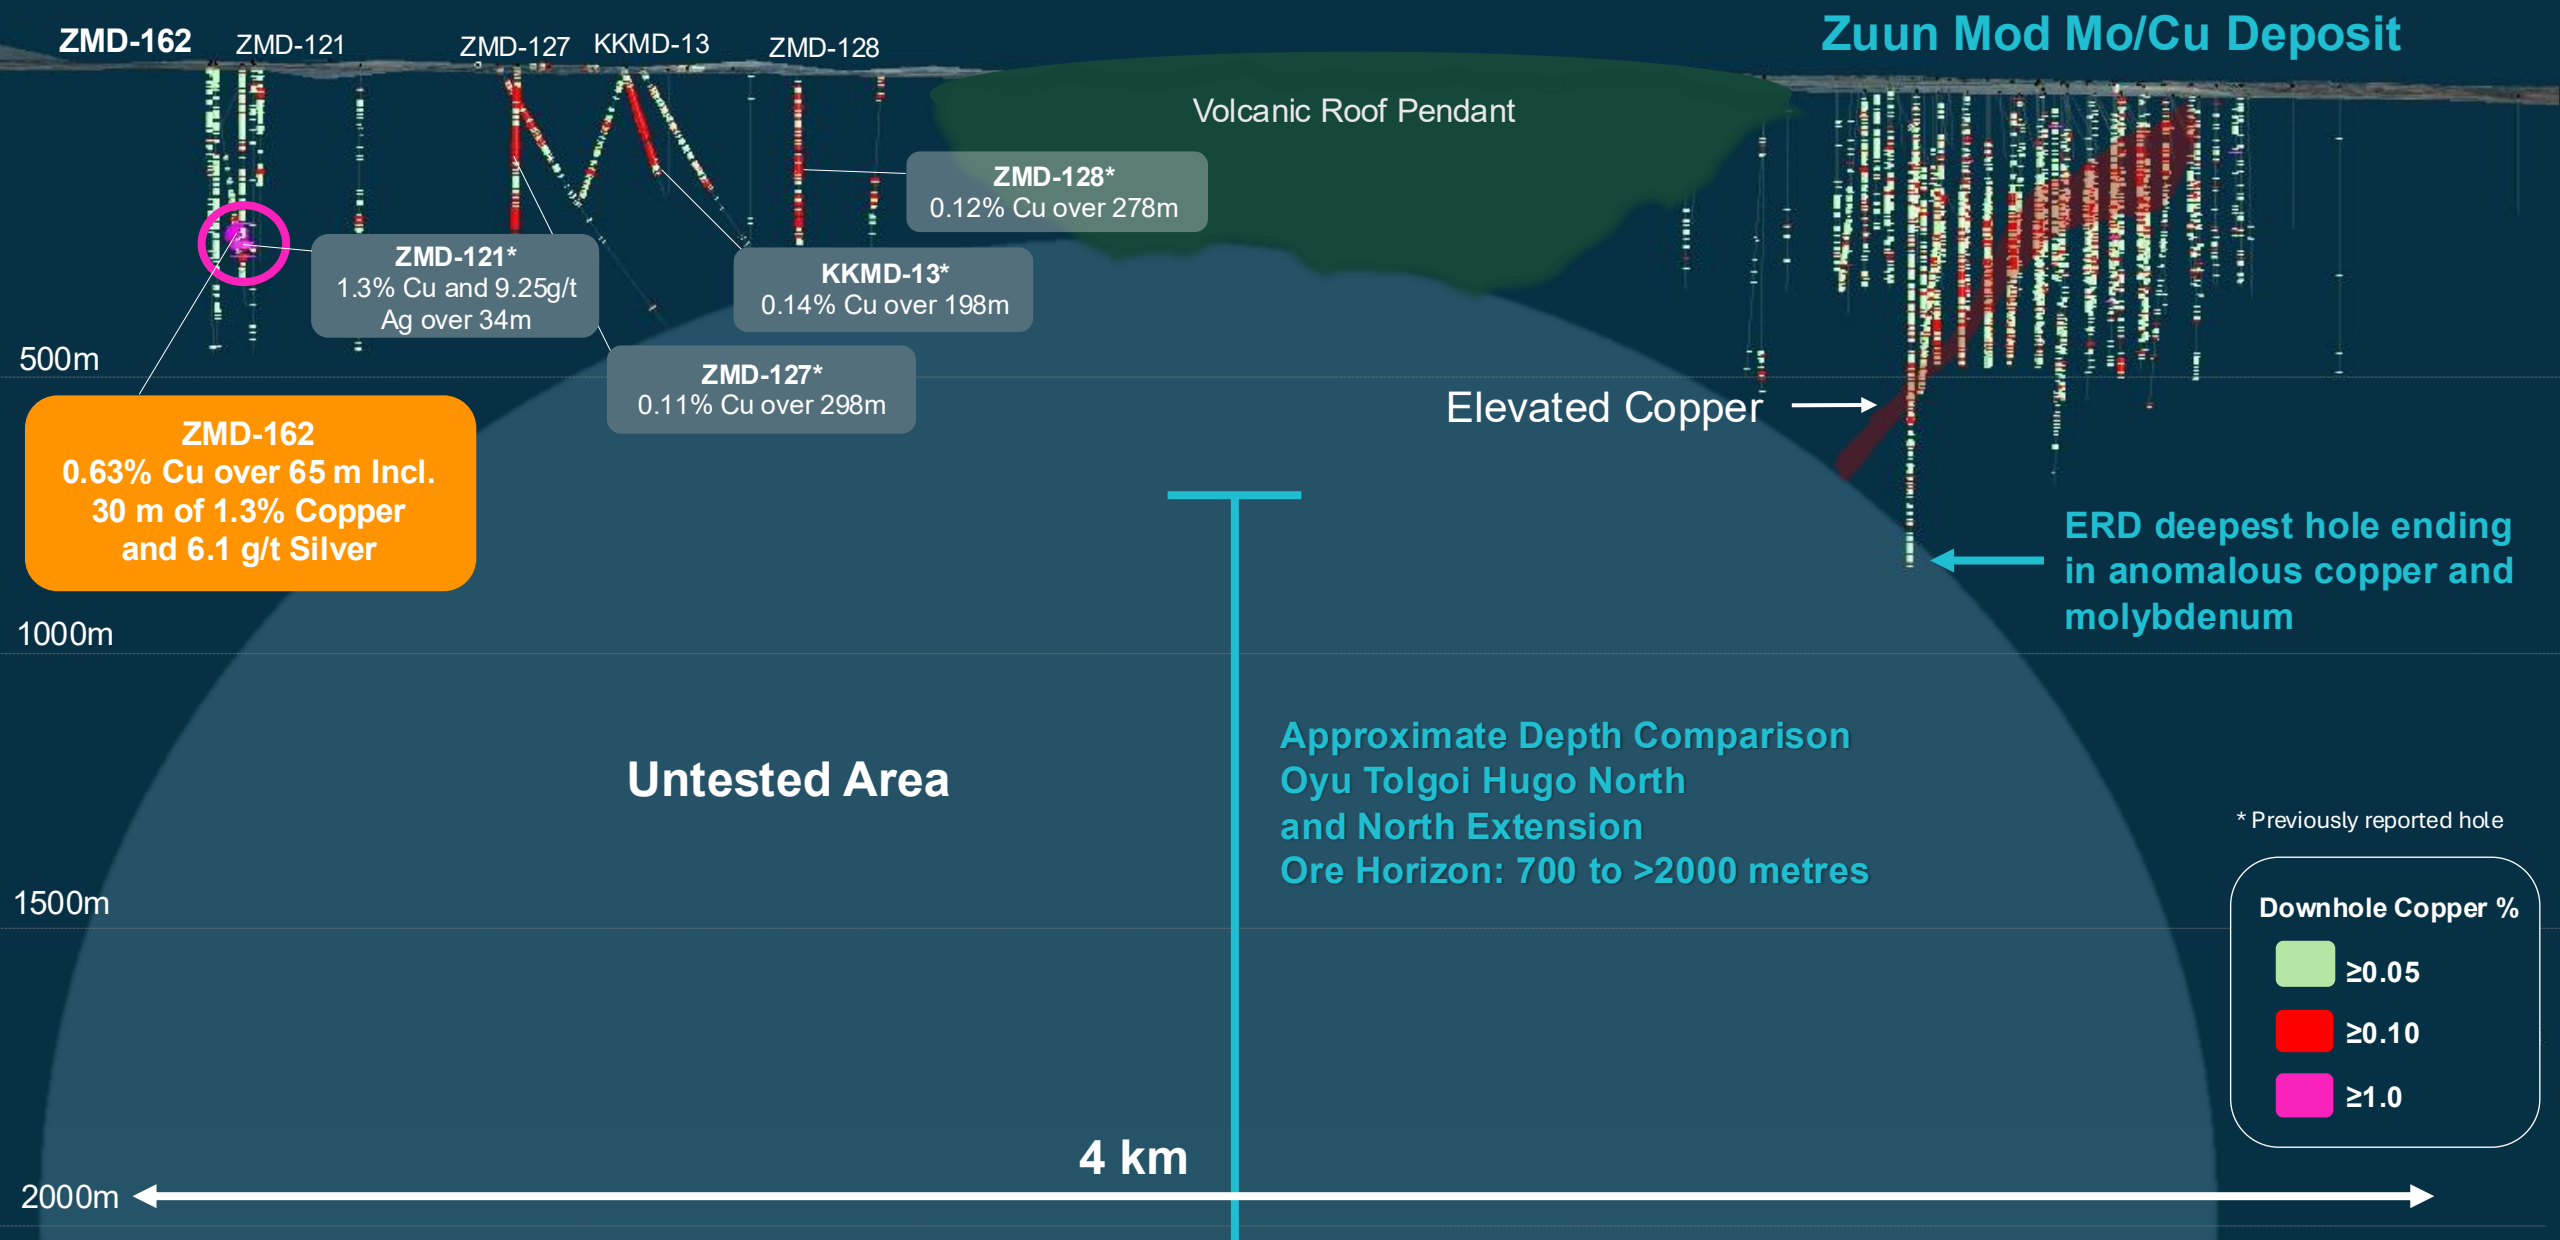 ZMD-162
ZMD-121
ZMD-127
KKMD-13
ZMD-128
Zuun Mod Mo/Cu Deposit
Volcanic Roof Pendant
ZMD-128*
0.12% Cu over 278m
ZMD-121*
1.3% Cu and 9.25g/t
Ag over 34m
KKMD-13*
0.14% Cu over 198m
500m
ZMD-127*
0.11% Cu over 298m
Elevated Copper
ZMD-162
0.63% Cu over 65 m Incl.
30 m of 1.3% Copper
and 6.1 g/t Silver
ERD deepest hole ending
in anomalous copper and
molybdenum
1000m
Untested Area
Approximate Depth Comparison
Oyu Tolgoi Hugo North
and North Extension
Ore Horizon: 700 to >2000 metres
* Previously reported hole
1500m
Downhole Copper %
≥0.05
≥0.10
≥1.0
4 km
2000m